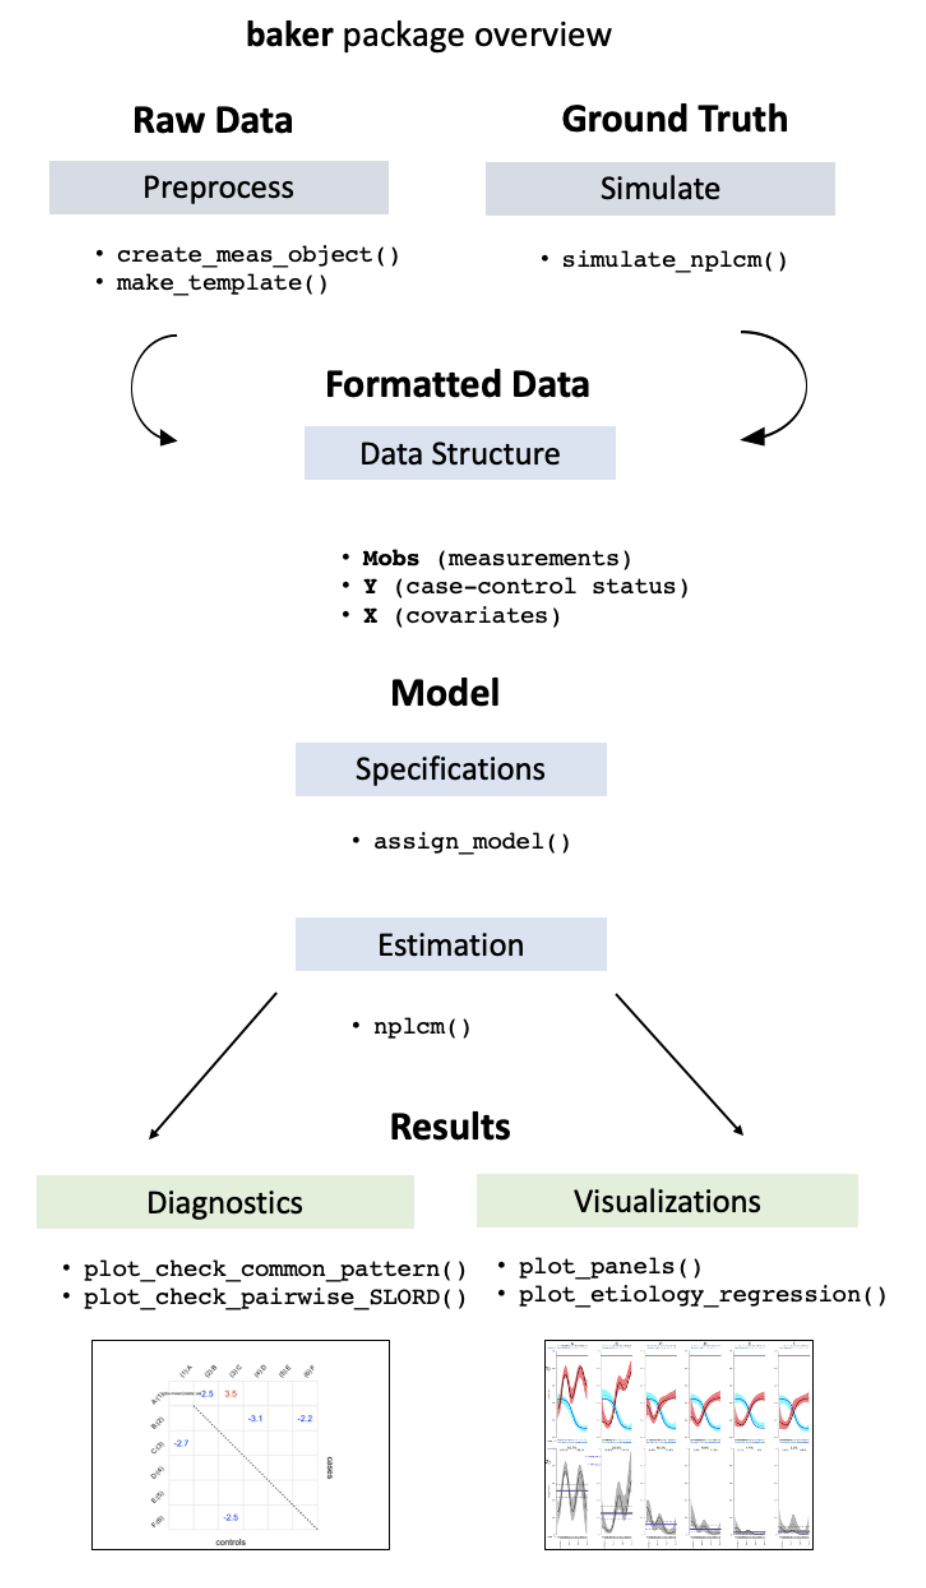 baker package overview
Raw Data
Ground Truth
Preprocess
Simulate
• create_meas_object()
• make_template()
• simulate_nplcm()
Formatted Data
Data Structure
• Mobs (measurements)
• Y (case-control status)
• X (covariates)
Model
Specifications
• assign_model()
Estimation
• nplcm()
Results
Diagnostics
Visualizations
• plot_check_common_pattern()
• plot_check_pairwise_SLORD()
• plot_panels()
• plot_etiology_regression()
(1) A
(2) B
(3) C
(4) D
(5) E
(6) F
A (1)
-2.5
3.5
B (2)
-3.1
-2.2
C (3)
-2.7
D (4)
E (5)
F (6)
-2.5
cases
controls